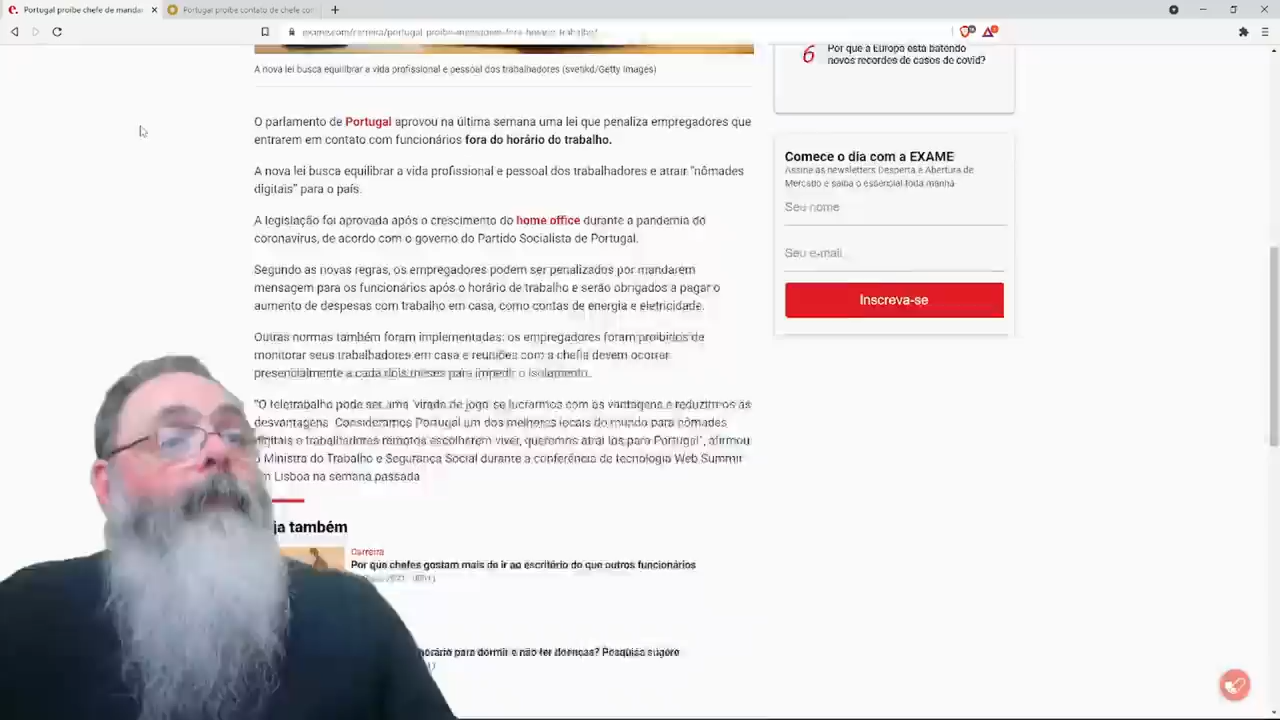 Portugal proíbe chefe de mandar
Portugal proíbe contato de chefe com
exame.com/carreira/portugal-proibe-mensagem-fora-horario-trabalho/
A nova lei busca equilibrar a vida profissional e pessoal dos trabalhadores (svetikd/Getty Images)
O parlamento de Portugal aprovou na última semana uma lei que penaliza empregadores que
entrarem em contato com funcionários fora do horário do trabalho.
A nova lei busca equilibrar a vida profissional e pessoal dos trabalhadores e atrair "nômades
digitais" para o país.
A legislação foi aprovada após o crescimento do home office durante a pandemia do
coronavírus, de acordo com o governo do Partido Socialista de Portugal.
Segundo as novas regras, os empregadores podem ser penalizados por mandarem
mensagem para os funcionários após o horário de trabalho e serão obrigados a pagar o
aumento de despesas com trabalho em casa, como contas de energia e eletricidade.
Outras normas também foram implementadas: os empregadores foram proibidos de
monitorar seus trabalhadores em casa e reuniões com a chefia devem ocorrer
presencialmente a cada dois meses para impedir o isolamento.
"O teletrabalho pode ser uma 'virada de jogo' se lucrarmos com as vantagens e reduzirmos as
desvantagens. Consideramos Portugal um dos melhores locais do mundo para nômades
digitais e trabalhadores remotos escolherem viver, queremos atraí-los para Portugal", afirmou
a Ministra do Trabalho e Segurança Social durante a conferência de tecnologia Web Summit
em Lisboa na semana passada
ja também
Carreira
Por que chefes gostam mais de ir ao escritório do que outros funcionários
horário para dormir e não ter doenças? Pesquisa sugere
6 Por que a Europa está batendo
novos recordes de casos de covid?
Comece o dia com a EXAME
Assine as newsletters Desperta e Abertura de
Mercado e saiba o essencial toda manhã
Seu nome
Seu e-mail
Inscreva-se